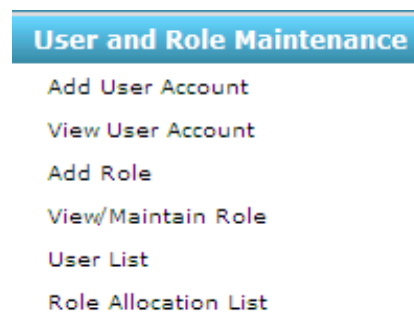 User and Role Maintenance
Add User Account
View User Account
Add Role
View/Maintain Role
User List
Role Allocation List